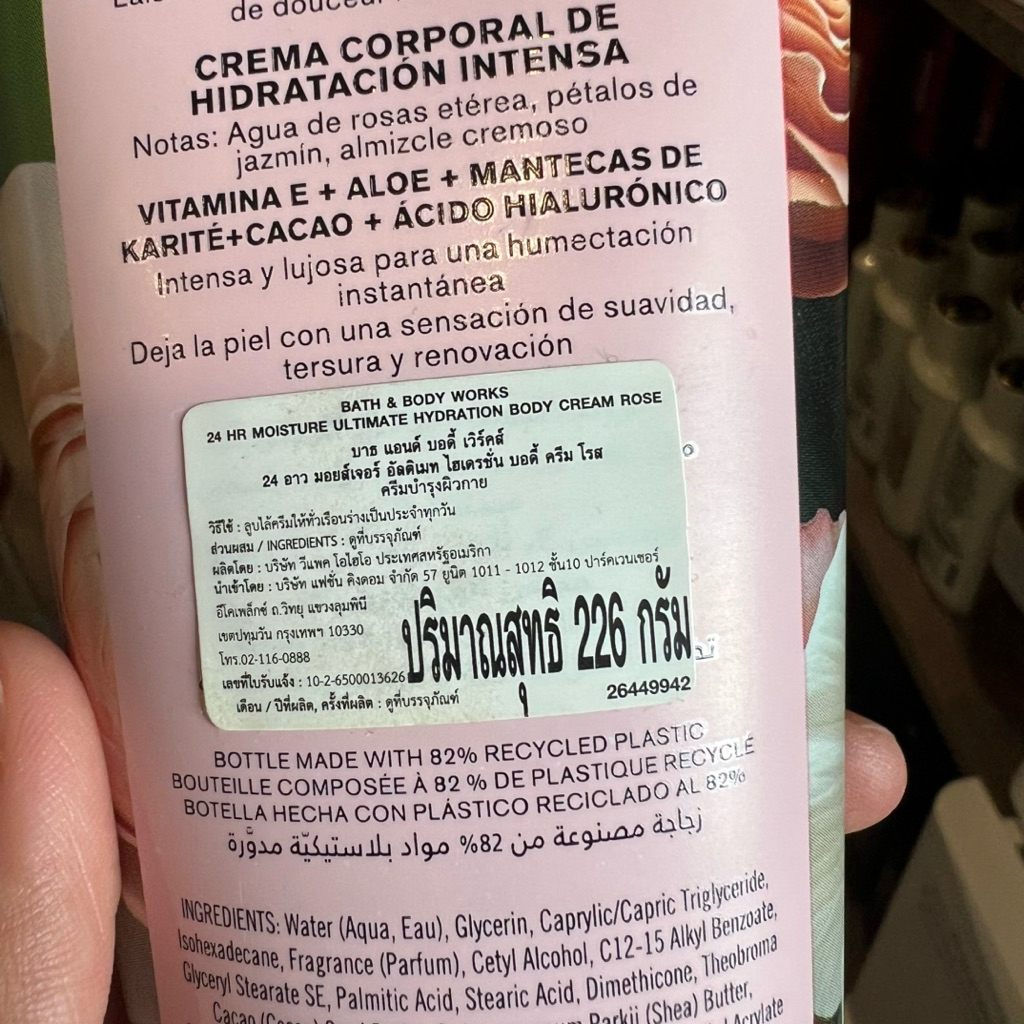 de douceur
CREMA CORPORAL DE
HIDRATACIÓN INTENSA
Notas: Agua de rosas etérea, pétalos de
jazmín, almizcle cremoso
VITAMINA E + ALOE + MANTECAS DE
KARITÉ+CACAO + ÁCIDO HIALURÓNICO
Intensa y lujosa para una humectación
instantánea
Deja la piel con una sensación de suavidad,
tersura y renovación
BATH & BODY WORKS
24 HR MOISTURE ULTIMATE HYDRATION BODY CREAM ROSE
บาธ แอนด์ บอดี้ เวิร์คส์
24 อาว มอยส์เจอร์ อัลติเมท ไฮเดรชั่น บอดี้ ครีม โรส
ครีมบำรุงผิวกาย
วิธีใช้ : ลูบไล้ครีมให้ทั่วเรือนร่างเป็นประจำทุกวัน
ส่วนผสม / INGREDIENTS : ดูที่บรรจุภัณฑ์
ผลิตโดย : บริษัท วีแพค โอไฮโอ ประเทศสหรัฐอเมริกา
นำเข้าโดย : บริษัท แฟชั่น คิงดอม จำกัด 57 ยูนิต 1011 - 1012 ชั้น10 ปาร์คเวนเชอร์
อีโคเพล็กซ์ ถ.วิทยุ แขวงลุมพินี
เขตปทุมวัน กรุงเทพฯ 10330
โทร.02-116-0888
เลขที่ใบรับแจ้ง : 10-2-6500013626
ปริมาณสุทธิ 226 กรัม
เดือน / ปีที่ผลิต, ครั้งที่ผลิต : ดูที่บรรจุภัณฑ์
26449942
BOTTLE MADE WITH 82% RECYCLED PLASTIC
BOUTEILLE COMPOSÉE À 82 % DE PLASTIQUE RECYCLÉ
BOTELLA HECHA CON PLÁSTICO RECICLADO AL 82%
زجاجة مصنوعة من 82% مواد بلاستيكيّة مدوَّرة
INGREDIENTS: Water (Aqua, Eau), Glycerin, Caprylic/Capric Triglyceride,
Isohexadecane, Fragrance (Parfum), Cetyl Alcohol, C12-15 Alkyl Benzoate,
Glyceryl Stearate SE, Palmitic Acid, Stearic Acid, Dimethicone, Theobroma
Cacao Parkii (Shea) Butter,
Acrylate